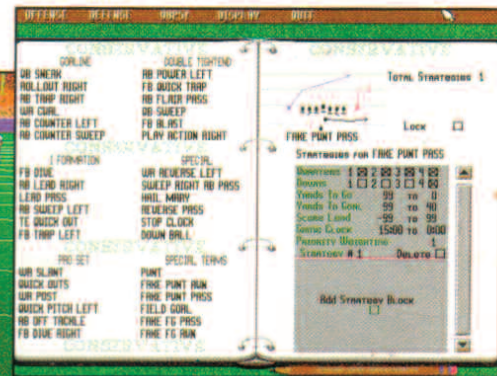 OFFENSE DEFENSE BURST DISPLAY QUIT
CONSERVATIVE
CONSERVATIVE
GOALLINE
QB SNEAK
ROLLOUT RIGHT
RB TRAP RIGHT
RB COUNTER LEFT
RB COUNTER SWEEP
DOUBLE TIGHTEND
RB POWER LEFT
FB QUICK TRAP
RB FLAIR PASS
QB SWEEP
FB BLAST
PLAY ACTION RIGHT
I FORMATION
FB DIVE
RB LEAD RIGHT
LEAD PASS
RB SWEEP LEFT
TE QUICK OUT
FB TRAP LEFT
SPECIAL
WR REVERSE LEFT
SWEEP RIGHT RB PASS
HAIL MARY
REVERSE PASS
STOP CLOCK
DOWN BALL
PRO SET
WR SLANT
QUICK OUTS
WR POST
QUICK PITCH LEFT
RB OFF TACKLE
FB DIVE RIGHT
SPECIAL TEAMS
PUNT
FAKE PUNT RUN
FAKE PUNT PASS
FIELD GOAL
FAKE FG PASS
FAKE FG RUN
CONSERVATIVE
CONSERVATIVE
TOTAL STRATEGIES 1
LOCK
FAKE PUNT PASS
STRATEGIES FOR FAKE PUNT PASS
QUARTERS 1 2 3 4
DOWNS 1 2 3 4
YARDS TO GO 99 TO 0
YARDS TO GOAL 99 TO 40
SCORE LEAD -99 TO 99
GAME CLOCK 15:00 TO 0:00
PRIORITY WEIGHTING 1
STRATEGY # 1 DELETE
ADD STRATEGY BLOCK